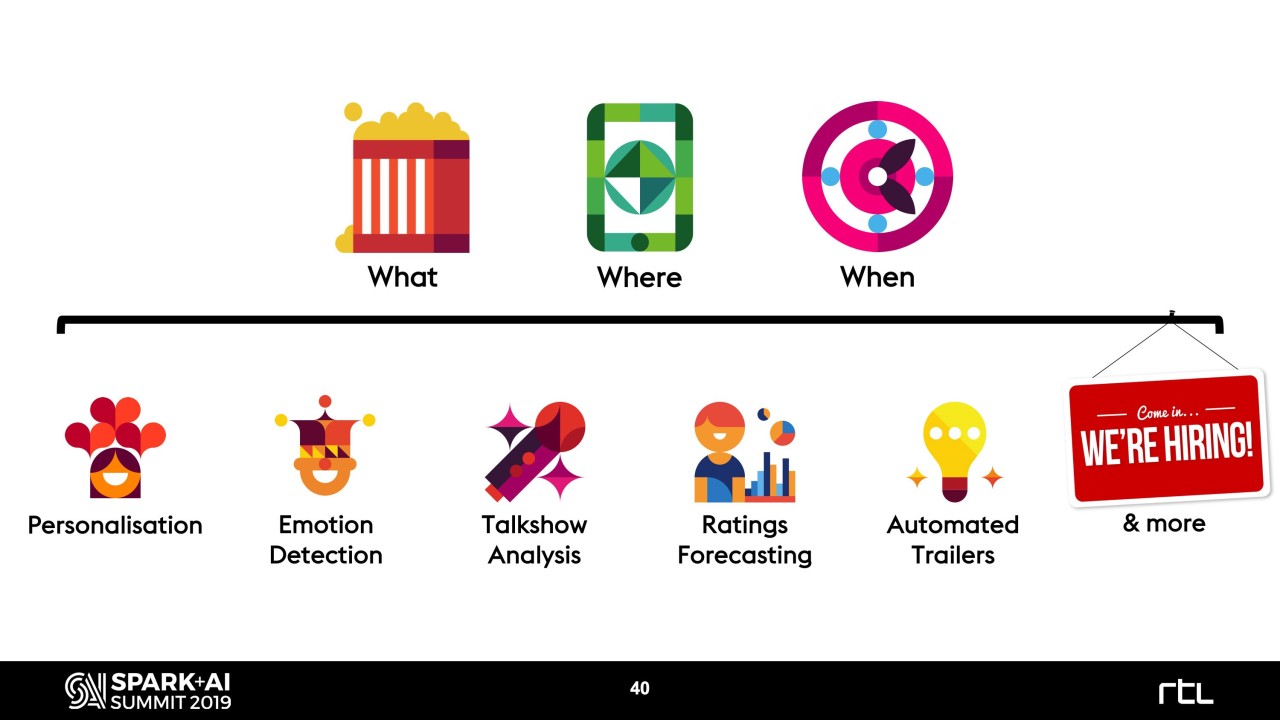 What
Where
When
Come in...
WE'RE HIRING!
Personalisation
Emotion
Detection
Talkshow
Analysis
Ratings
Forecasting
Automated
Trailers
& more
SPARK+AI
SUMMIT 2019
40
rtl